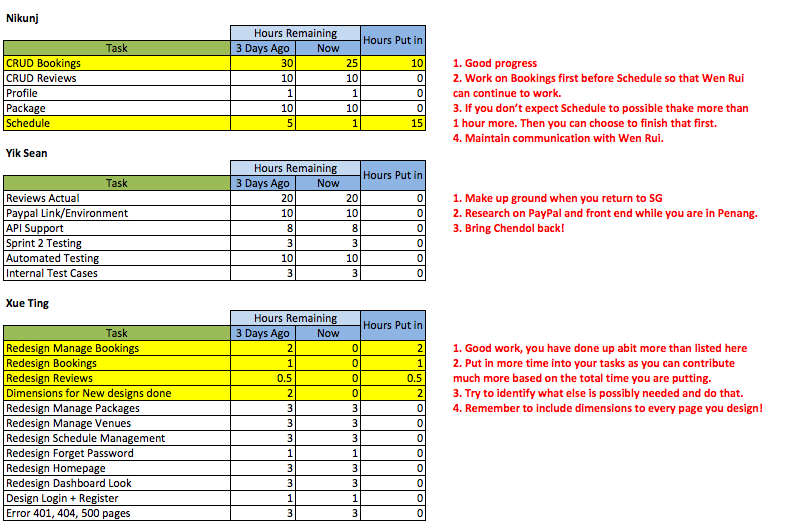 Nikunj
Hours Remaining Hours Put in
Task 3 Days Ago Now
CRUD Bookings 30 25 10 1. Good progress
CRUD Reviews 10 10 0 2. Work on Bookings first before Schedule so that Wen Rui
Profile 1 1 0 can continue to work.
Package 10 10 0 3. If you don't expect Schedule to possible thake more than
Schedule 5 1 15 1 hour more. Then you can choose to finish that first.
4. Maintain communication with Wen Rui.
Yik Sean
Hours Remaining Hours Put in
Task 3 Days Ago Now
Reviews Actual 20 20 0 1. Make up ground when you return to SG
Paypal Link/Environment 10 10 0 2. Research on PayPal and front end while you are in Penang.
API Support 8 8 0 3. Bring Chendol back!
Sprint 2 Testing 3 3 0
Automated Testing 10 10 0
Internal Test Cases 3 3 0
Xue Ting
Hours Remaining Hours Put in
Task 3 Days Ago Now
Redesign Manage Bookings 2 0 2 1. Good work, you have done up abit more than listed here
Redesign Bookings 1 0 1 2. Put in more time into your tasks as you can contribute
Redesign Reviews 0.5 0 0.5 much more based on the total time you are putting.
Dimensions for New designs done 2 0 2 3. Try to identify what else is possibly needed and do that.
Redesign Manage Packages 3 3 0 4. Remember to include dimensions to every page you design!
Redesign Manage Venues 3 3 0
Redesign Schedule Management 3 3 0
Redesign Forget Password 1 1 0
Redesign Homepage 3 3 0
Redesign Dashboard Look 3 3 0
Design Login + Register 1 1 0
Error 401, 404, 500 pages 3 3 0